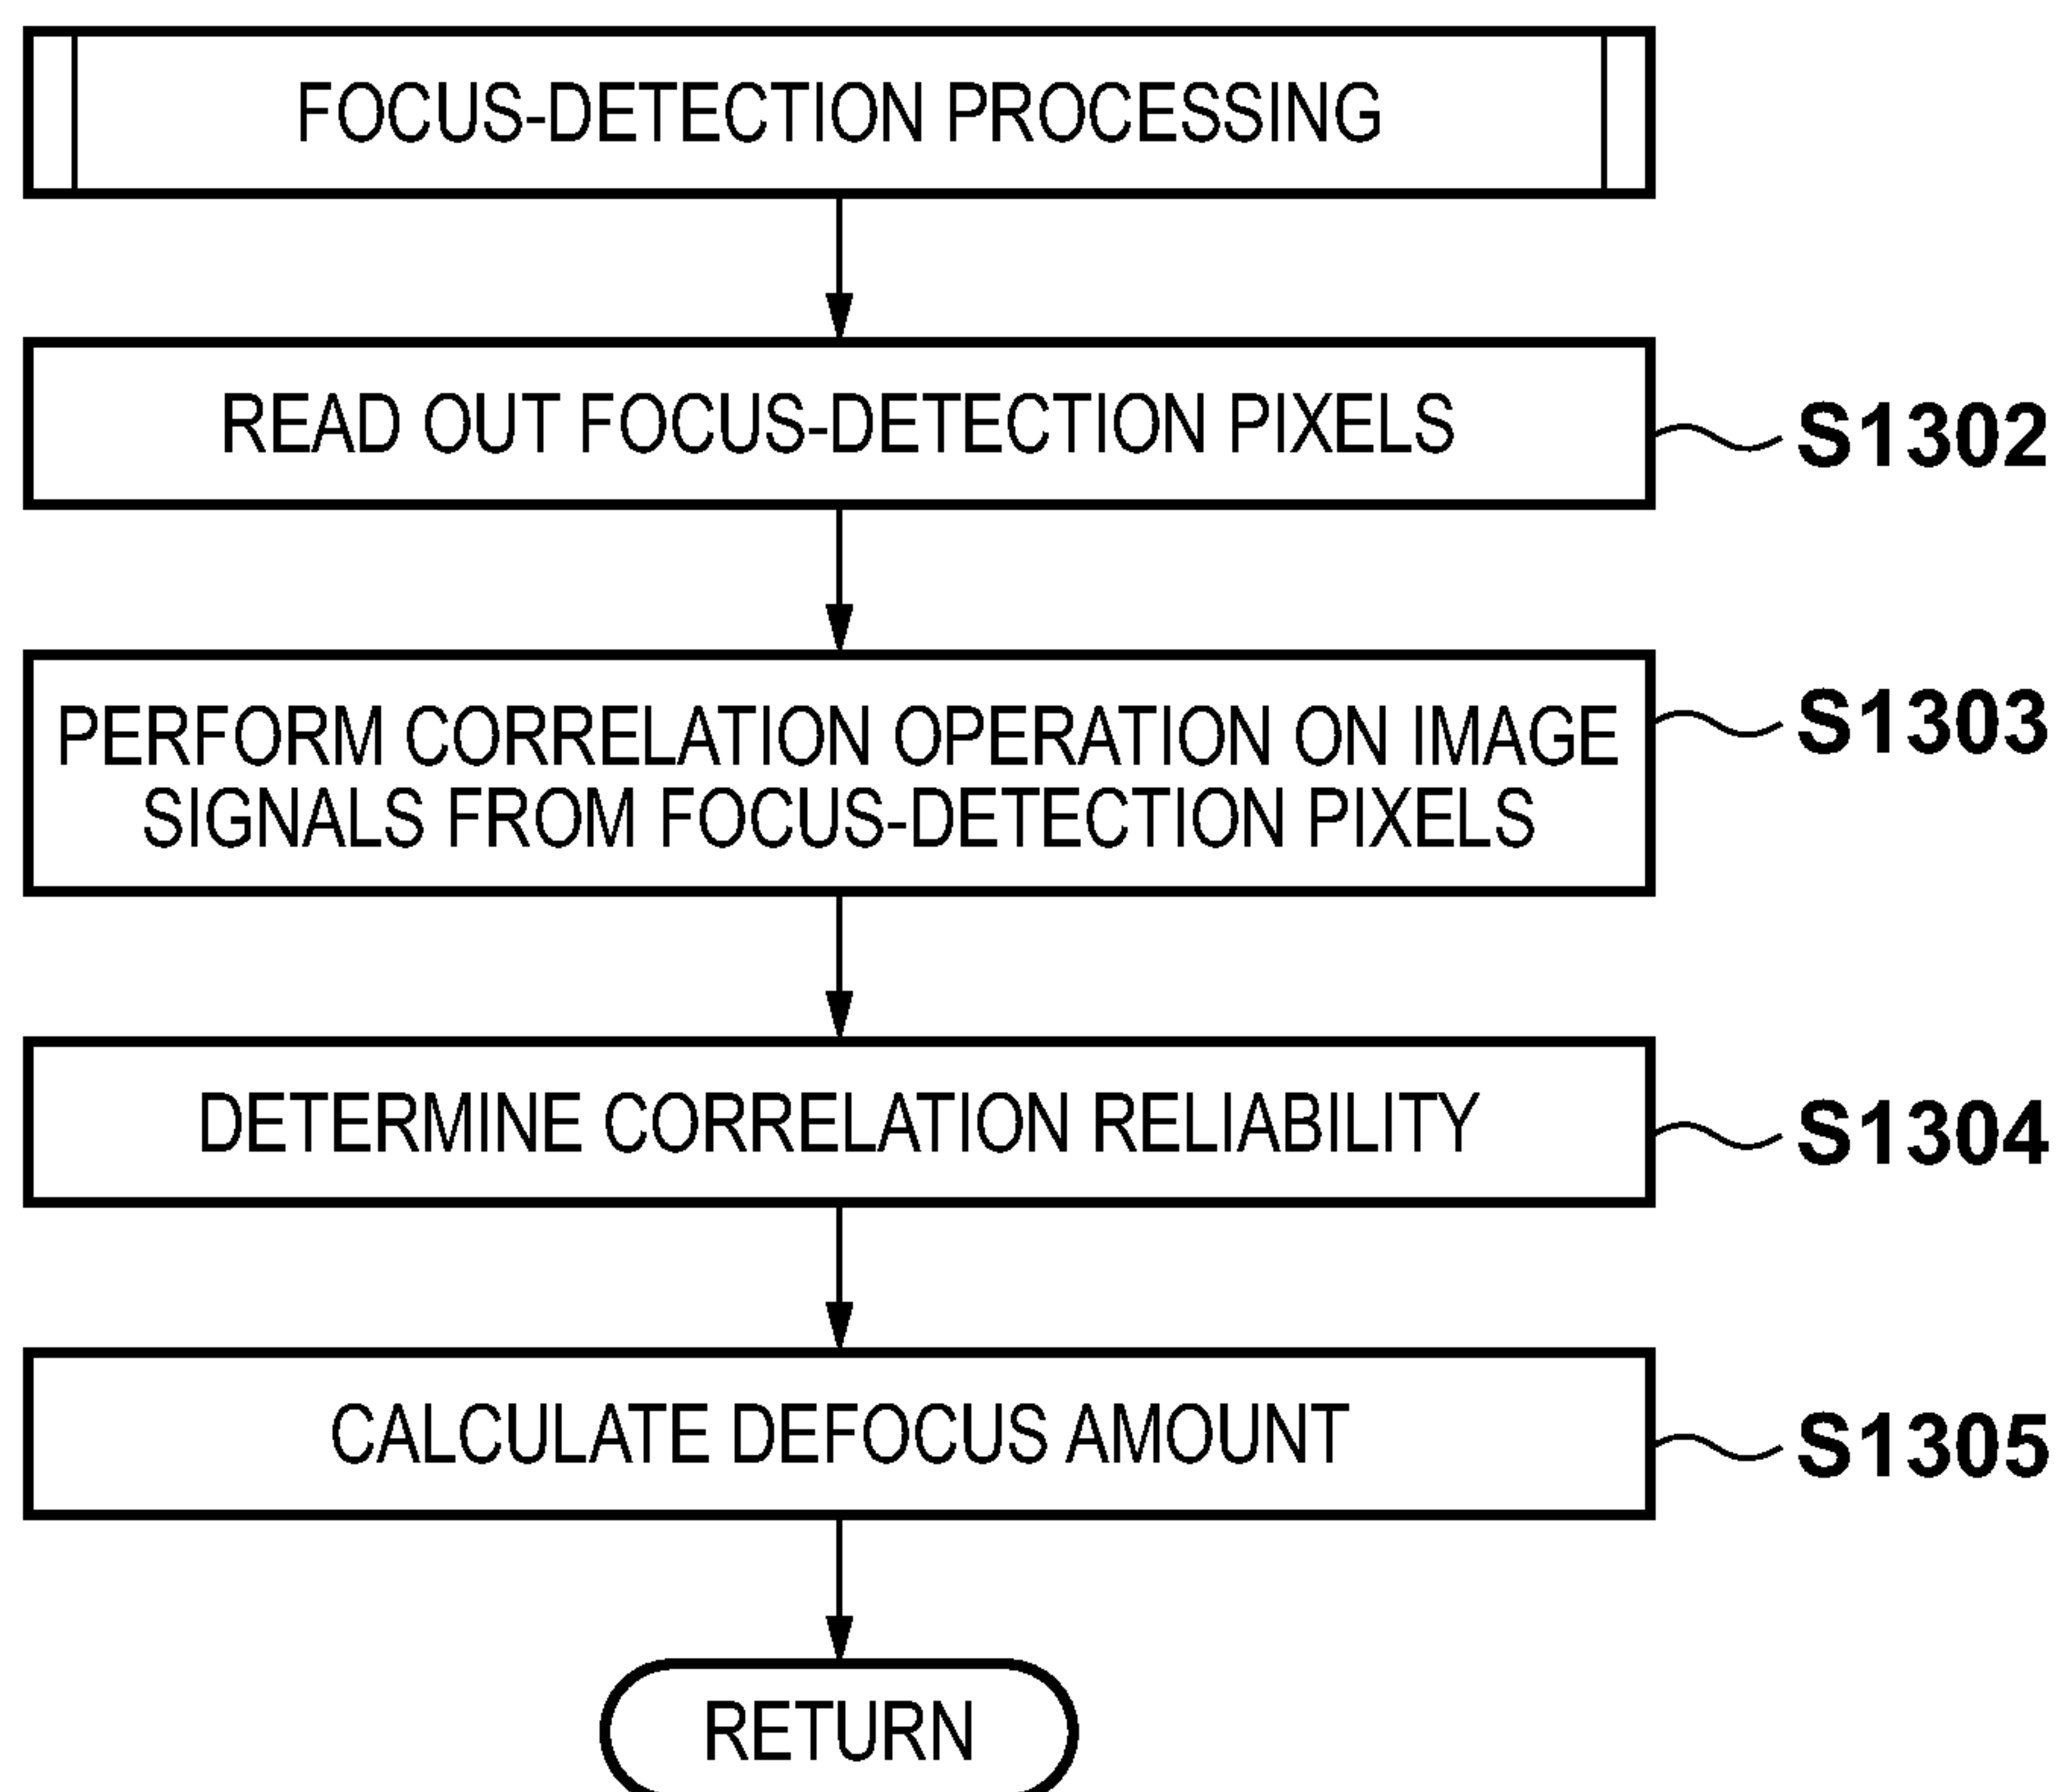 FOCUS-DETECTION PROCESSING
READ OUT FOCUS-DETECTION PIXELS
S1302
PERFORM CORRELATION OPERATION ON IMAGE
SIGNALS FROM FOCUS-DETECTION PIXELS
S1303
DETERMINE CORRELATION RELIABILITY
S1304
CALCULATE DEFOCUS AMOUNT
S1305
RETURN